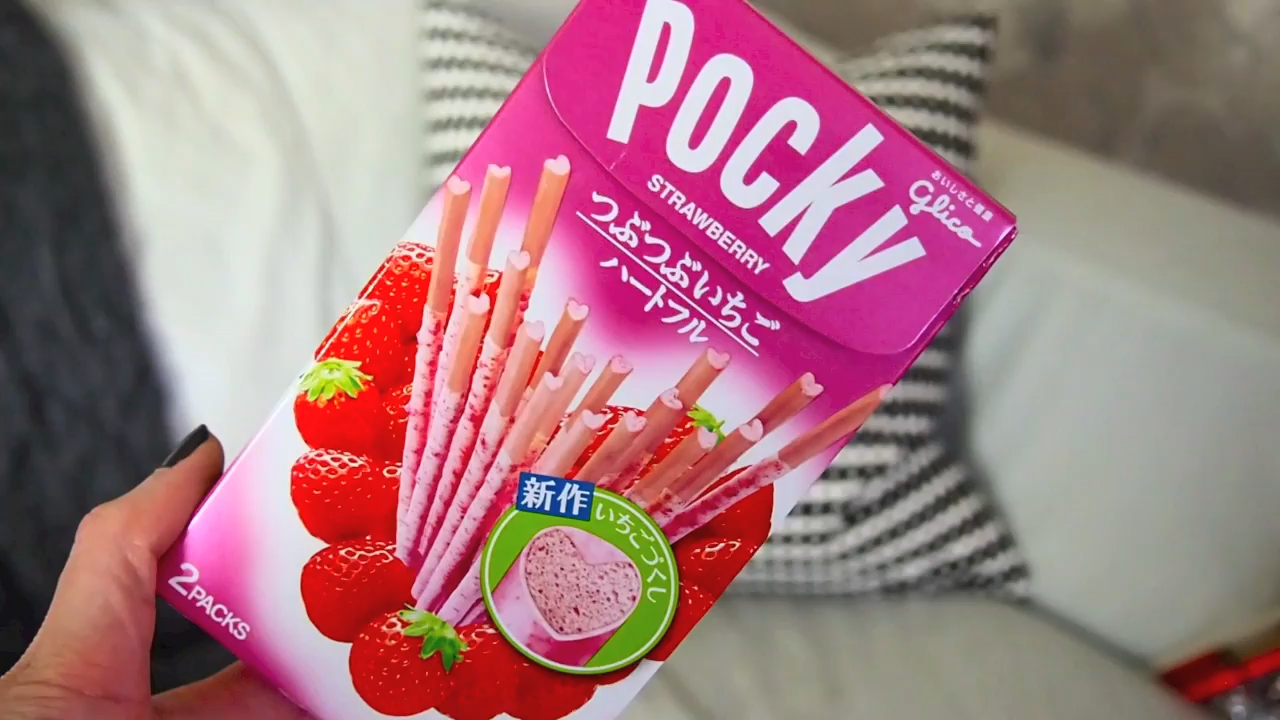 Pocky
おいしさと健康
Glico
STRAWBERRY
つぶつぶいちご
ハートフル
新作
いちごづくし
2PACKS